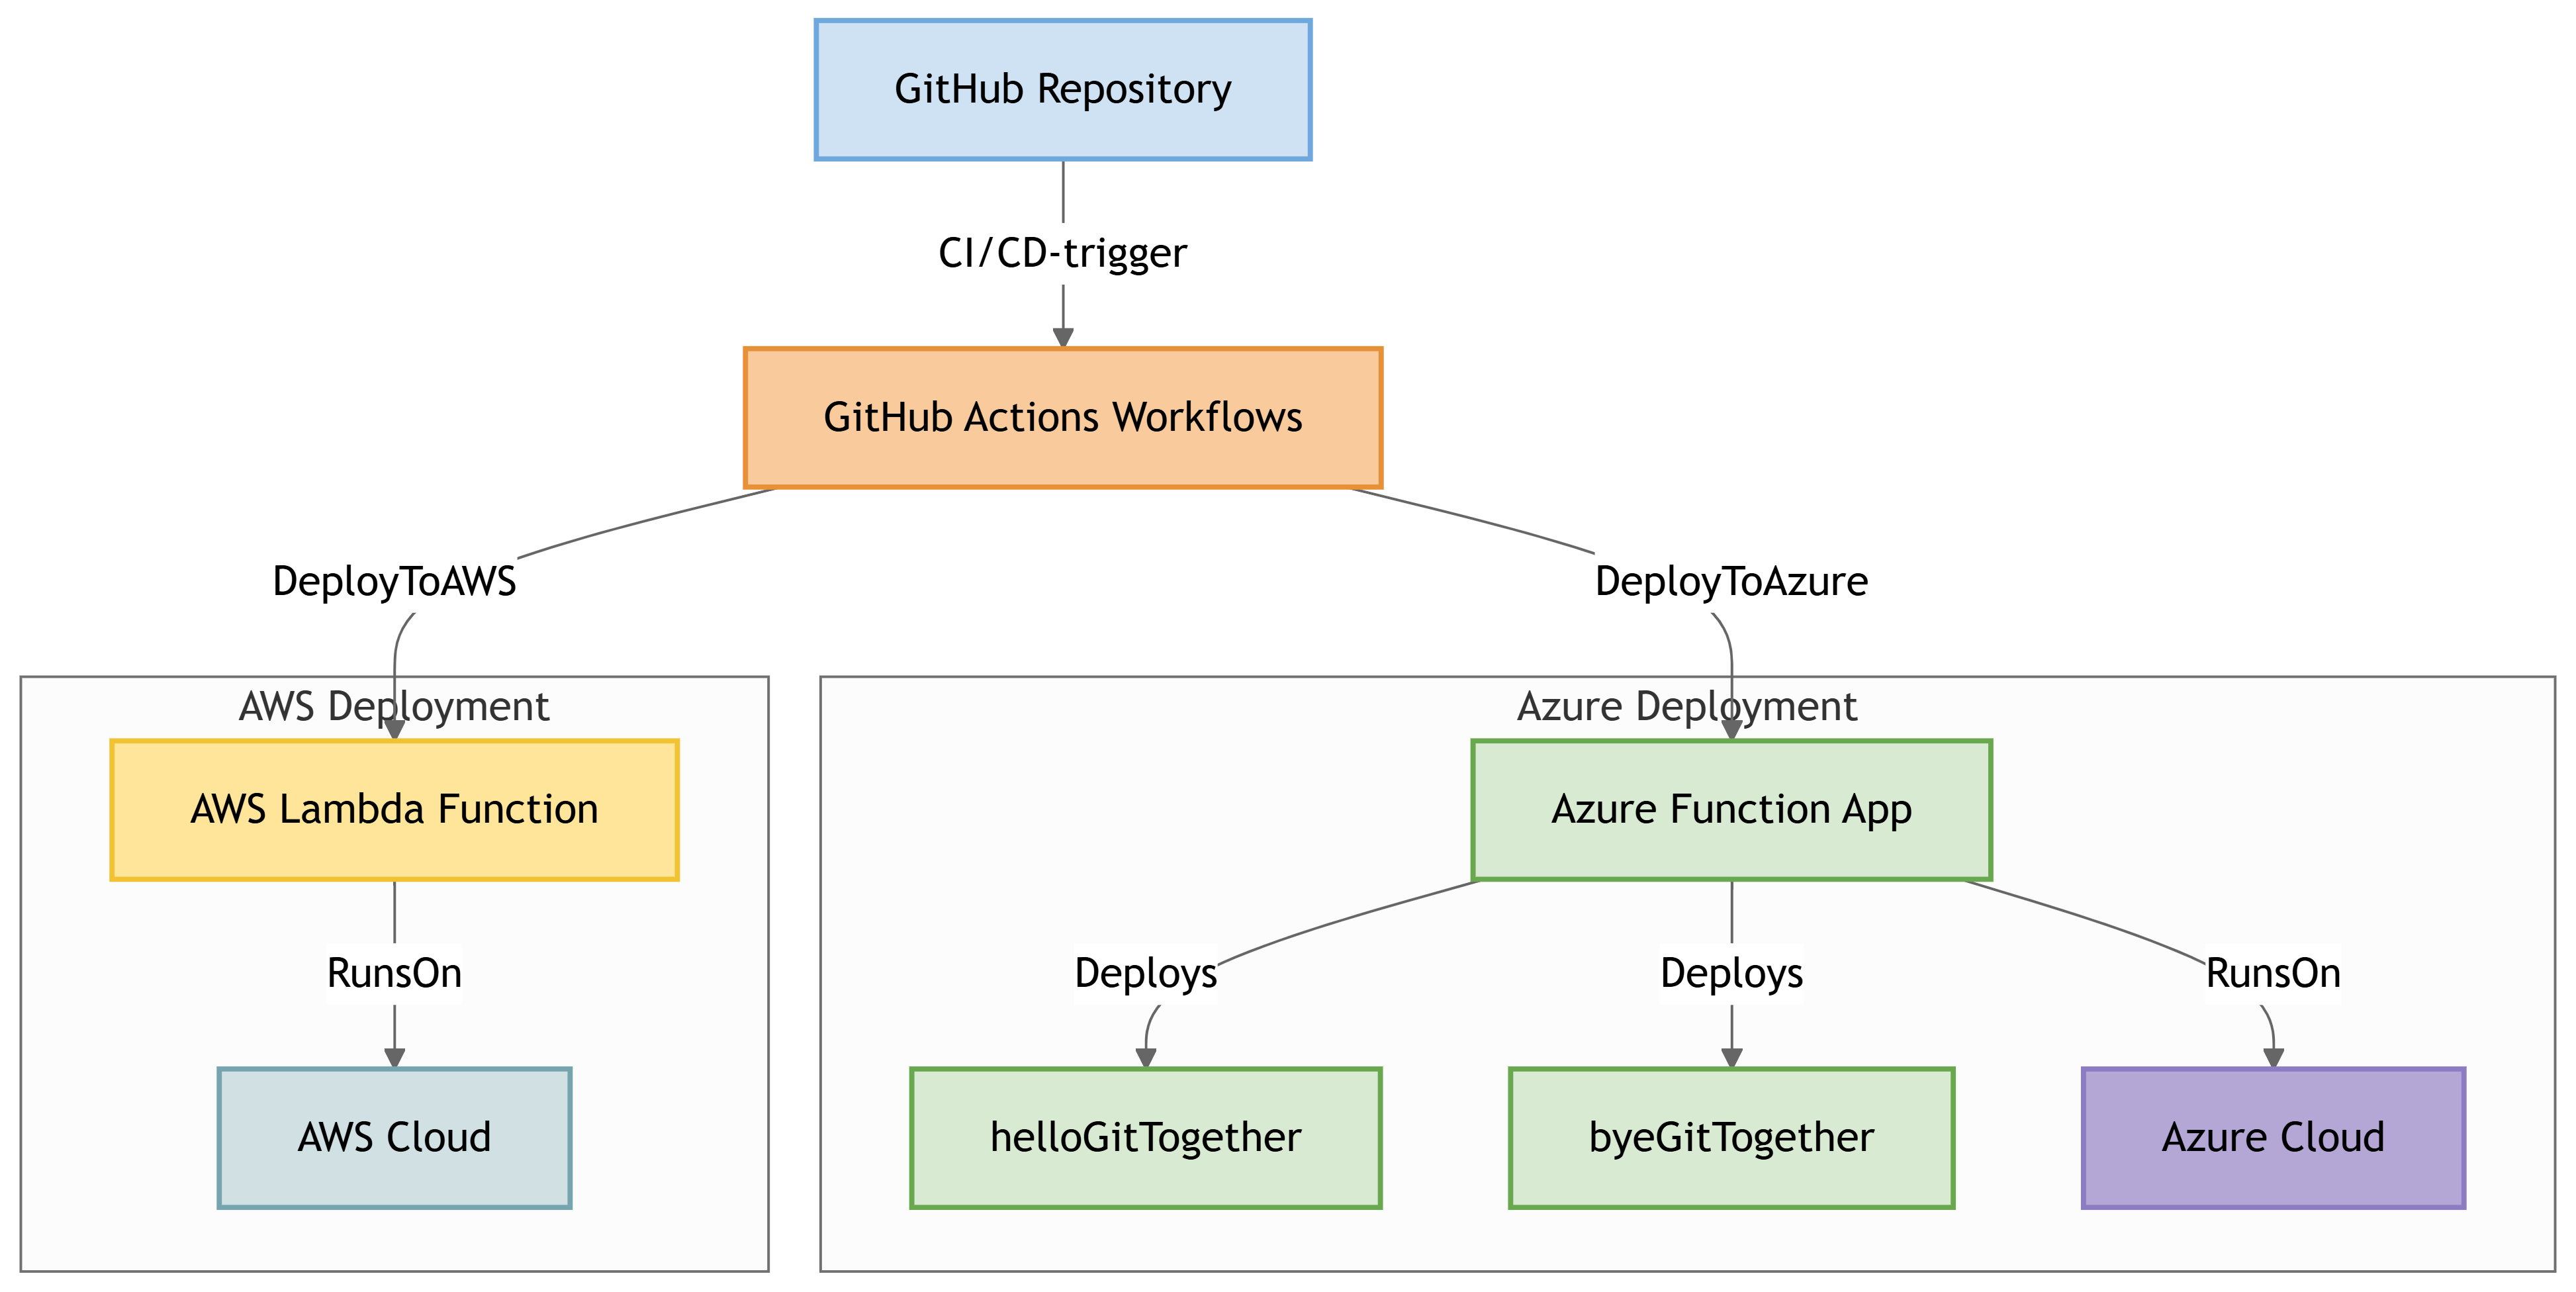 GitHub Repository
CI/CD-trigger
GitHub Actions Workflows
DeployToAWS
DeployToAzure
AWS Deployment
Azure Deployment
AWS Lambda Function
Azure Function App
RunsOn
Deploys
Deploys
RunsOn
AWS Cloud
helloGitTogether
byeGitTogether
Azure Cloud